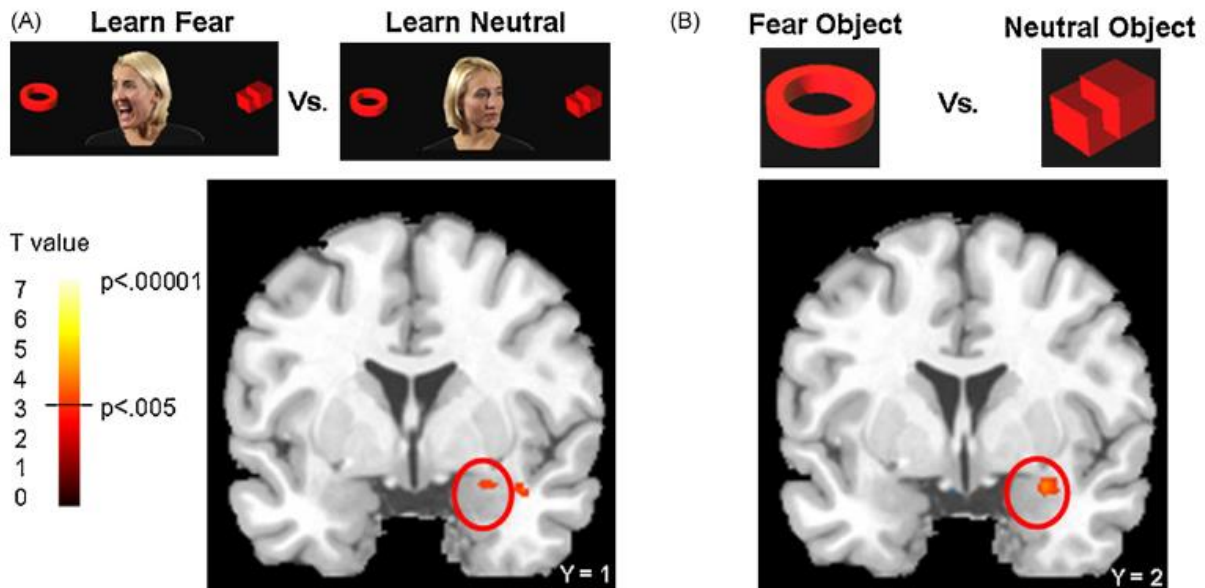 (A) Learn Fear
Learn Neutral
Vs.
(B) Fear Object
Neutral Object
Vs.
T value
7
6
5
4
3
2
1
0
p<.00001
p<.005
Y = 1
Y = 2